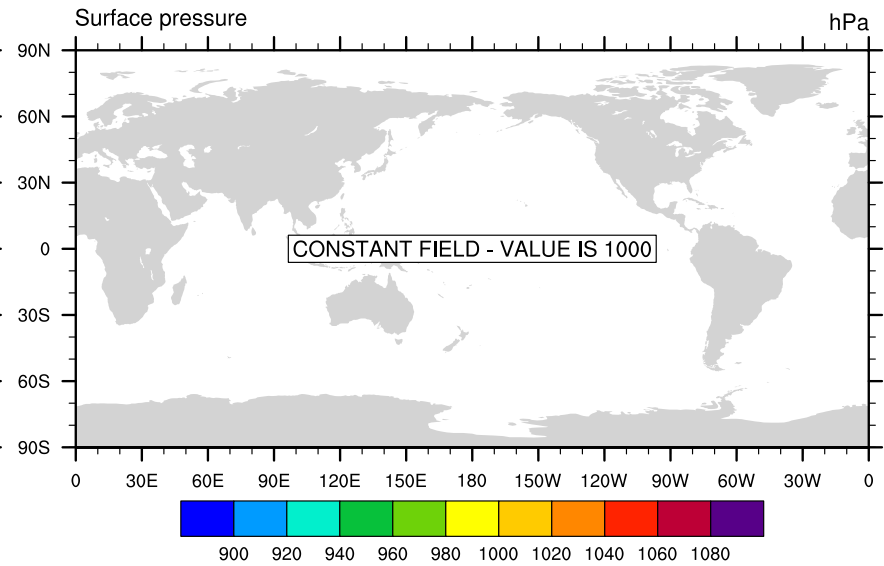 Surface pressure
hPa
90N
60N
30N
0
30S
60S
90S
CONSTANT FIELD - VALUE IS 1000
0 30E 60E 90E 120E 150E 180 150W 120W 90W 60W 30W 0
900 920 940 960 980 1000 1020 1040 1060 1080